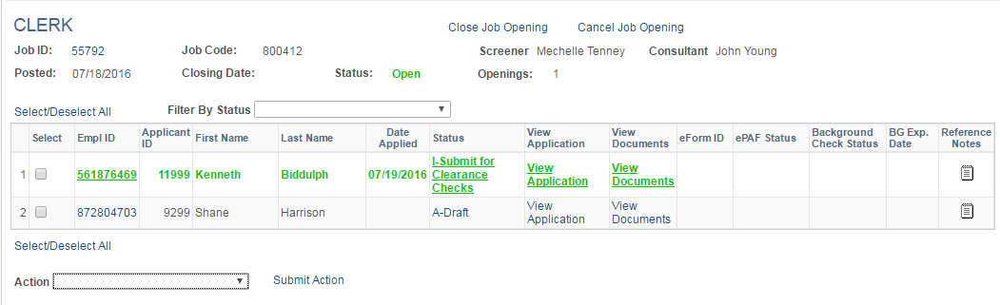 CLERK Close Job Opening Cancel Job Opening
Job ID: 55792 Job Code: 800412 Screener Mechelle Tenney Consultant John Young
Posted: 07/18/2016 Closing Date: Status: Open Openings: 1
Select/Deselect All Filter By Status
Select Empl ID Applicant ID First Name Last Name Date Applied Status View Application View Documents eForm ID ePAF Status Background Check Status BG Exp. Date Reference Notes
1 561876469 11999 Kenneth Biddulph 07/19/2016 I-Submit for Clearance Checks View Application View Documents
2 872804703 9299 Shane Harrison A-Draft View Application View Documents
Select/Deselect All
Action Submit Action